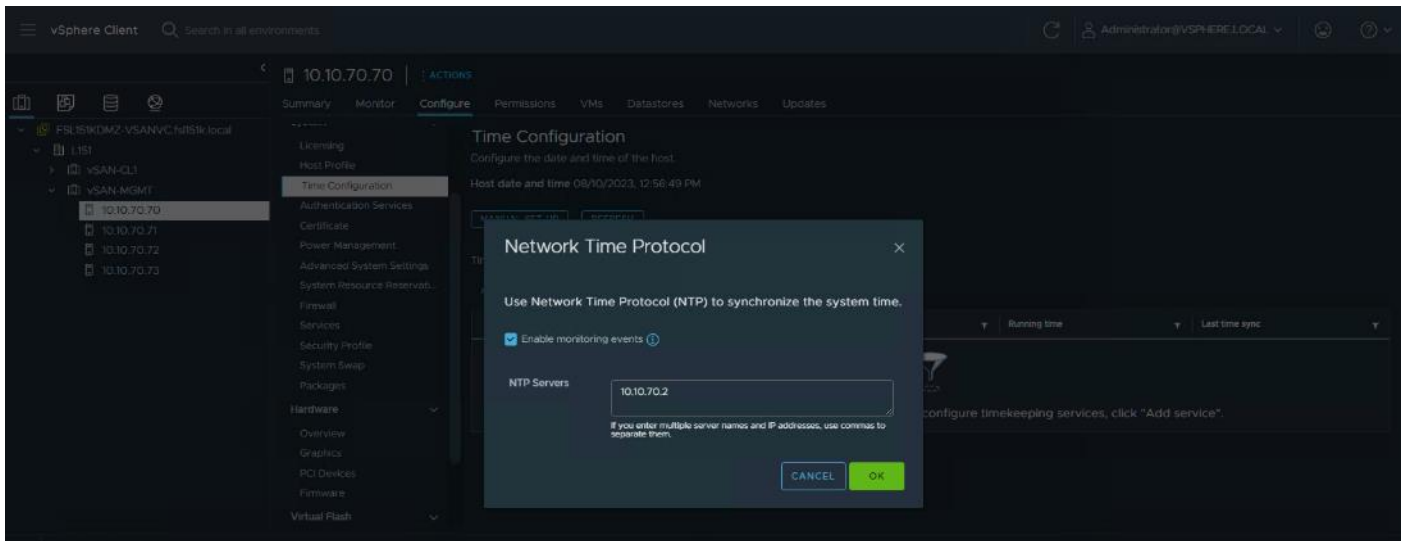 vSphere Client
Search in all environments
Administrator@VSPHERE.LOCAL
10.10.70.70
ACTIONS
Summary
Monitor
Configure
Permissions
VMs
Datastores
Networks
Updates
FSL151KDMZ-VSANVC.fsl151k.local
L151
vSAN-CL1
vSAN-MGMT
10.10.70.70
10.10.70.71
10.10.70.72
10.10.70.73
Licensing
Host Profile
Time Configuration
Authentication Services
Certificate
Power Management
Advanced System Settings
System Resource Reservati...
Firewall
Services
Security Profile
System Swap
Packages
Hardware
Overview
Graphics
PCI Devices
Firmware
Virtual Flash
Time Configuration
Configure the date and time of the host.
Host date and time 08/10/2023, 12:56:49 PM
MANUAL SET-UP
REFRESH
Network Time Protocol
Use Network Time Protocol (NTP) to synchronize the system time.
Enable monitoring events
NTP Servers
10.10.70.2
If you enter multiple server names and IP addresses, use commas to
separate them.
CANCEL
OK
Running time
Last time sync
configure timekeeping services, click "Add service".